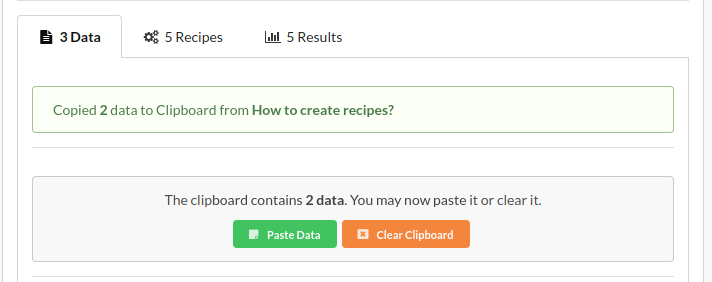 3 Data 5 Recipes 5 Results
Copied 2 data to Clipboard from How to create recipes?
The clipboard contains 2 data. You may now paste it or clear it.
Paste Data Clear Clipboard